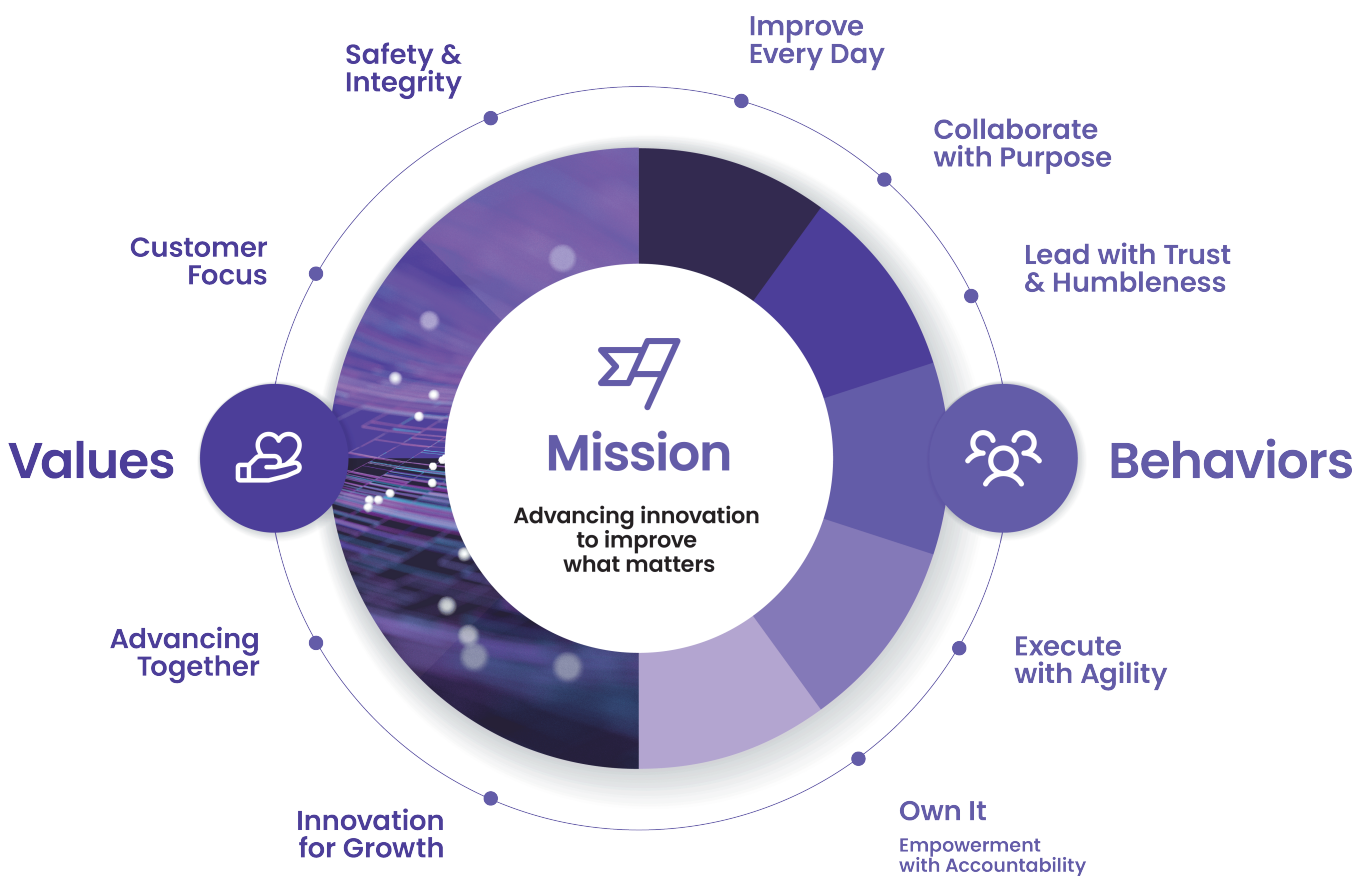 Safety &
Integrity
Customer
Focus
Values
Advancing
Together
Innovation
for Growth
Mission
Advancing innovation
to improve
what matters
Improve
Every Day
Collaborate
with Purpose
Lead with Trust
& Humbleness
Behaviors
Execute
with Agility
Own It
Empowerment
with Accountability